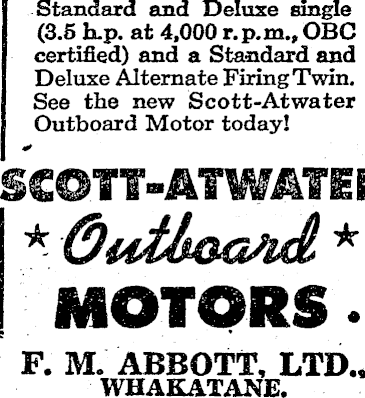 Standard and Deluxe single
(3.5 h.p. at 4,000 r.p.m., OBC
certified) and a Standard and
Deluxe Alternate Firing Twin.
See the new Scott-Atwater
Outboard Motor today!
SCOTT-ATWATER
★ Outboard ★
MOTORS .
F. M. ABBOTT, LTD.,
WHAKATANE.